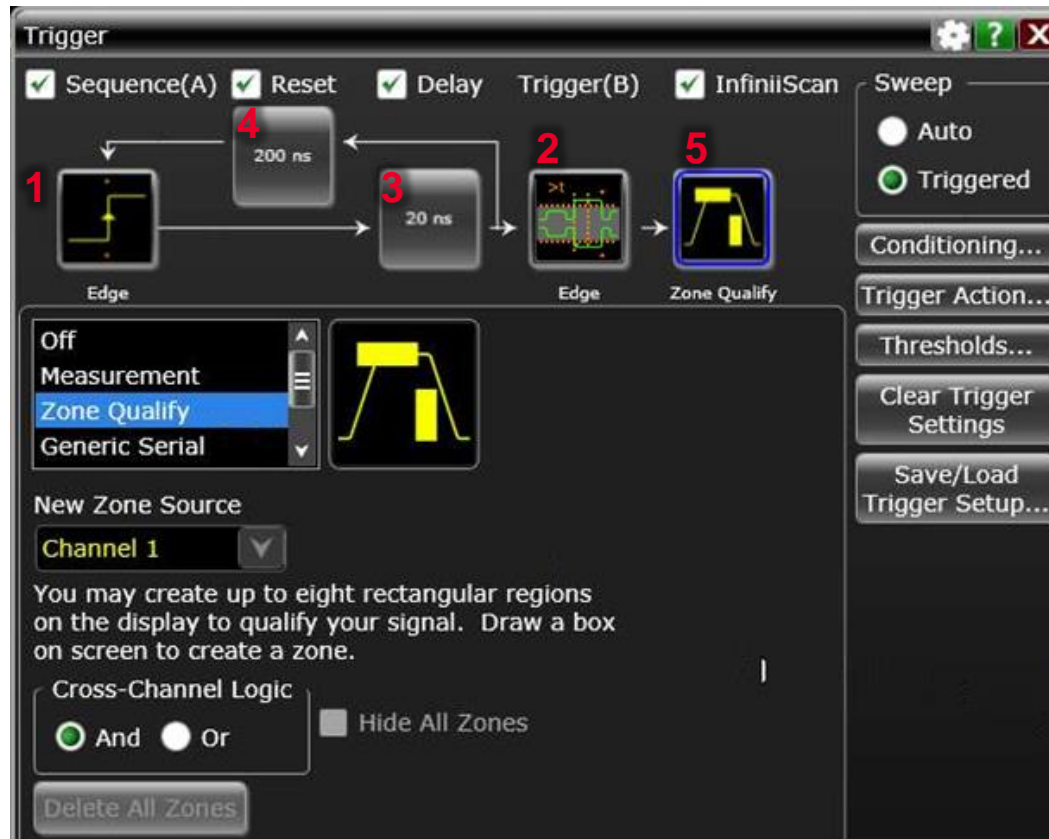 Trigger
?
X
Sequence(A) Reset Delay Trigger(B) InfiniiScan
4
200 ns
1
3
20 ns
2
>t
5
Edge Edge Zone Qualify
Off
Measurement
Zone Qualify
Generic Serial
New Zone Source
Channel 1
You may create up to eight rectangular regions
on the display to qualify your signal. Draw a box
on screen to create a zone.
Cross-Channel Logic
And Or
Hide All Zones
Delete All Zones
Sweep
Auto
Triggered
Conditioning...
Trigger Action...
Thresholds...
Clear Trigger
Settings
Save/Load
Trigger Setup...